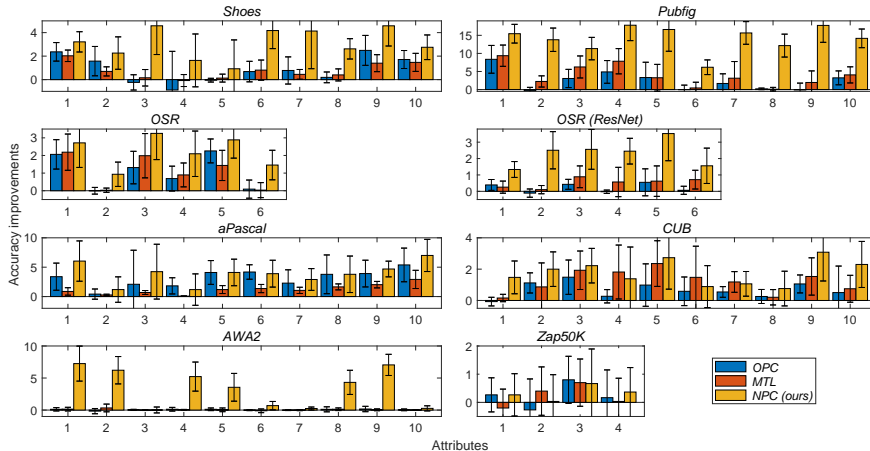 Shoes
4
2
0
1 2 3 4 5 6 7 8 9 10
Pubfig
15
10
5
0
1 2 3 4 5 6 7 8 9 10
OSR
3
2
1
0
1 2 3 4 5 6
OSR (ResNet)
3
2
1
0
1 2 3 4 5 6
aPascal
10
5
0
1 2 3 4 5 6 7 8 9 10
CUB
4
2
0
1 2 3 4 5 6 7 8 9 10
AWA2
10
5
0
1 2 3 4 5 6 7 8 9 10
Zap50K
2
1
0
1 2 3 4
OPC
MTL
NPC (ours)
Accuracy improvements
Attributes